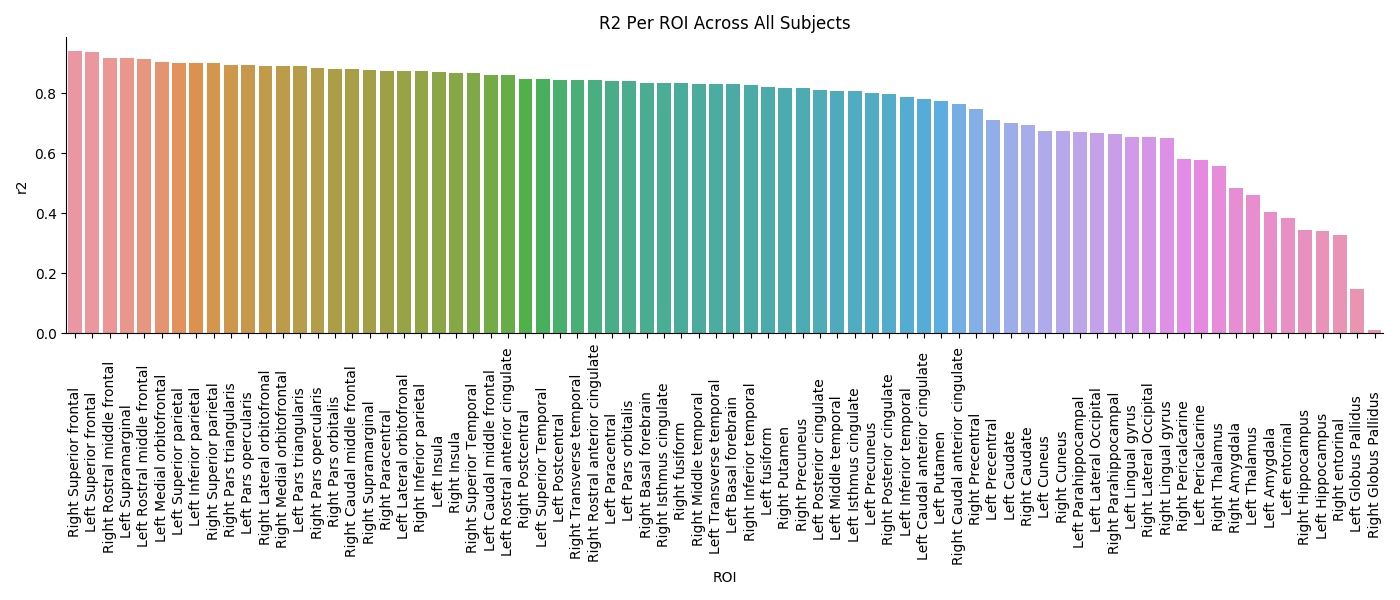 R2 Per ROI Across All Subjects
r2
0.8
0.6
0.4
0.2
0.0
Right Superior frontal
Left Superior frontal
Right Rostral middle frontal
Left Supramarginal
Left Rostral middle frontal
Left Medial orbitofrontal
Left Superior parietal
Left Inferior parietal
Right Superior parietal
Right Pars triangularis
Left Pars opercularis
Right Lateral orbitofronal
Right Medial orbitofrontal
Left Pars triangularis
Right Pars opercularis
Right Pars orbitalis
Right Caudal middle frontal
Right Supramarginal
Right Paracentral
Left Lateral orbitofronal
Right Inferior parietal
Left Insula
Right Insula
Right Superior Temporal
Left Caudal middle frontal
Left Rostral anterior cingulate
Right Postcentral
Left Superior Temporal
Left Postcentral
Right Transverse temporal
Right Rostral anterior cingulate
Left Paracentral
Left Pars orbitalis
Right Basal forebrain
Right Isthmus cingulate
Right fusiform
Right Middle temporal
Left Transverse temporal
Left Basal forebrain
Right Inferior temporal
Left fusiform
Right Putamen
Right Precuneus
Left Posterior cingulate
Left Middle temporal
Left Isthmus cingulate
Left Precuneus
Right Posterior cingulate
Left Inferior temporal
Left Caudal anterior cingulate
Left Putamen
Right Caudal anterior cingulate
Right Precentral
Left Precentral
Left Caudate
Right Caudate
Left Cuneus
Right Cuneus
Left Parahippocampal
Left Lateral Occipital
Right Parahippocampal
Left Lingual gyrus
Right Lateral Occipital
Right Lingual gyrus
Right Pericalcarine
Left Pericalcarine
Right Thalamus
Right Amygdala
Left Thalamus
Left Amygdala
Left entorinal
Right Hippocampus
Left Hippocampus
Right entorinal
Left Globus Pallidus
Right Globus Pallidus
ROI